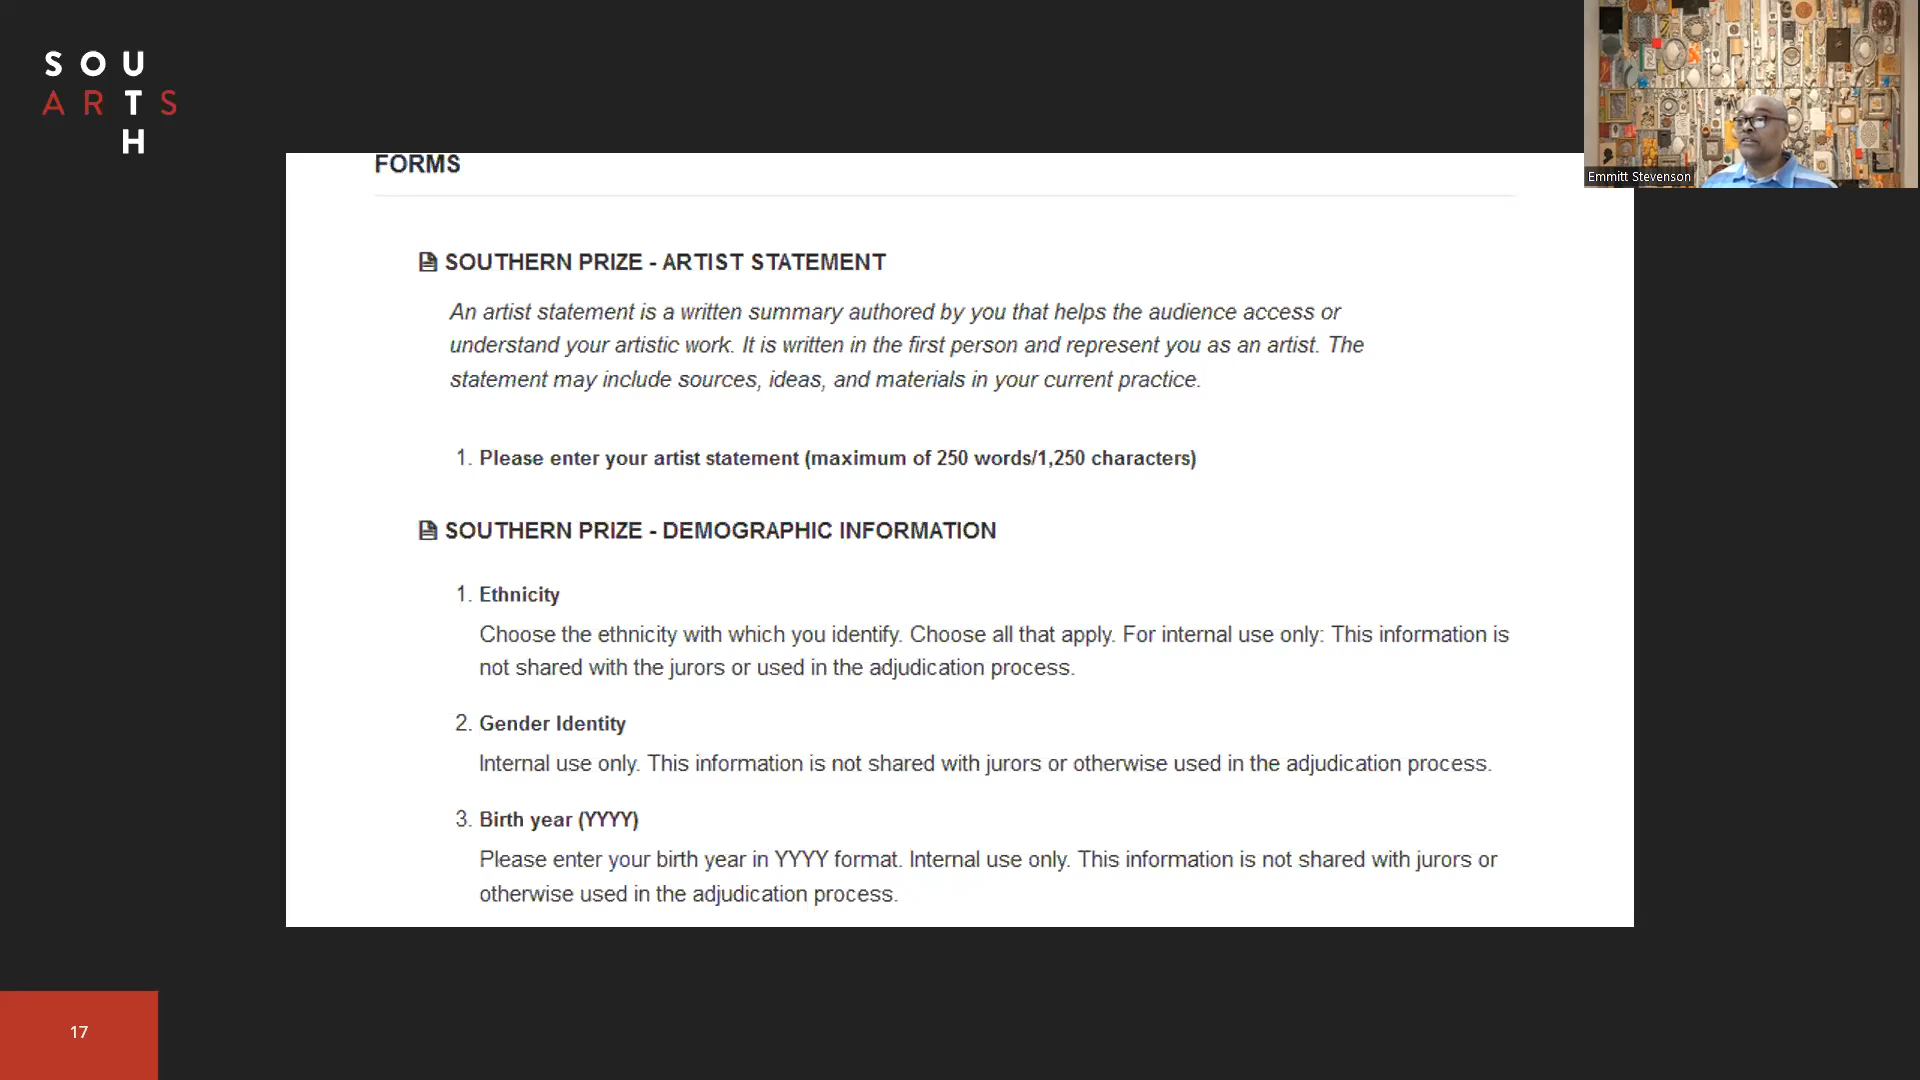 SOU
ARTS
H
Emmitt Stevenson
FORMS
SOUTHERN PRIZE - ARTIST STATEMENT
An artist statement is a written summary authored by you that helps the audience access or
understand your artistic work. It is written in the first person and represent you as an artist. The
statement may include sources, ideas, and materials in your current practice.
1. Please enter your artist statement (maximum of 250 words/1,250 characters)
SOUTHERN PRIZE - DEMOGRAPHIC INFORMATION
1. Ethnicity
Choose the ethnicity with which you identify. Choose all that apply. For internal use only: This information is
not shared with the jurors or used in the adjudication process.
2. Gender Identity
Internal use only. This information is not shared with jurors or otherwise used in the adjudication process.
3. Birth year (YYYY)
Please enter your birth year in YYYY format. Internal use only. This information is not shared with jurors or
otherwise used in the adjudication process.
17